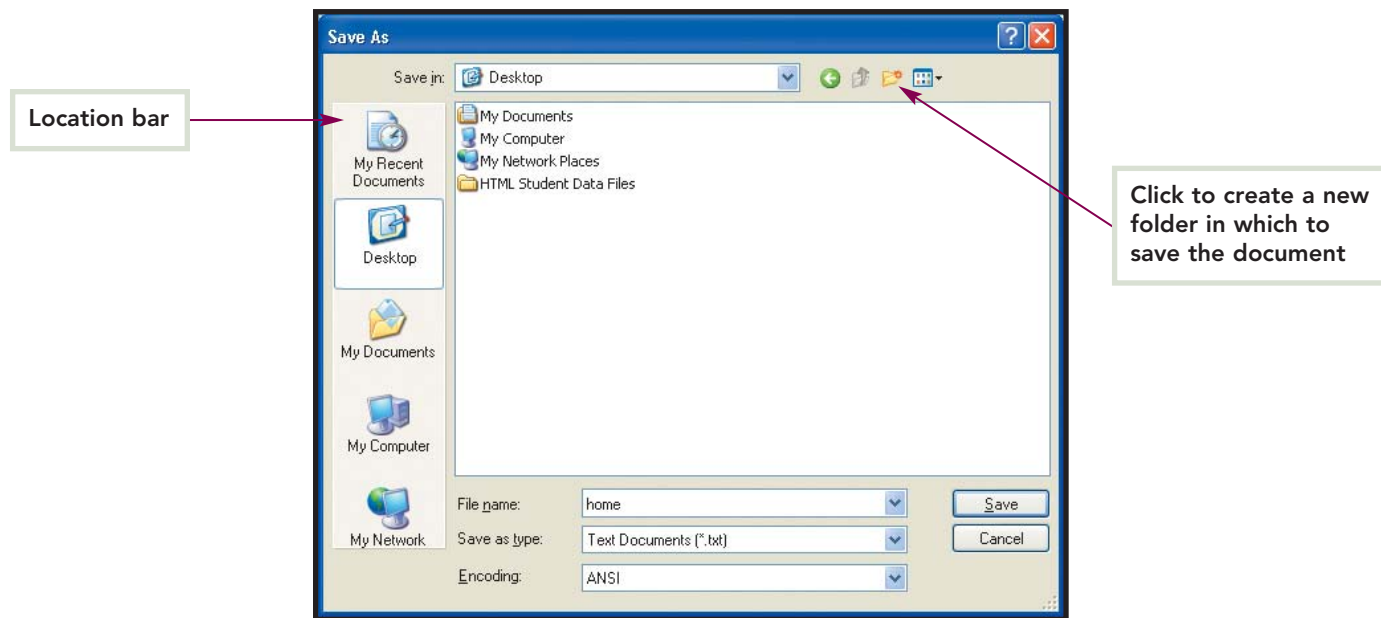 Save As
Save in:
Desktop
Location bar
My Documents
My Computer
My Network Places
HTML Student Data Files
My Recent
Documents
Desktop
My Documents
My Computer
My Network
Click to create a new
folder in which to
save the document
File name:
home
Save
Save as type:
Text Documents (*.txt)
Cancel
Encoding:
ANSI